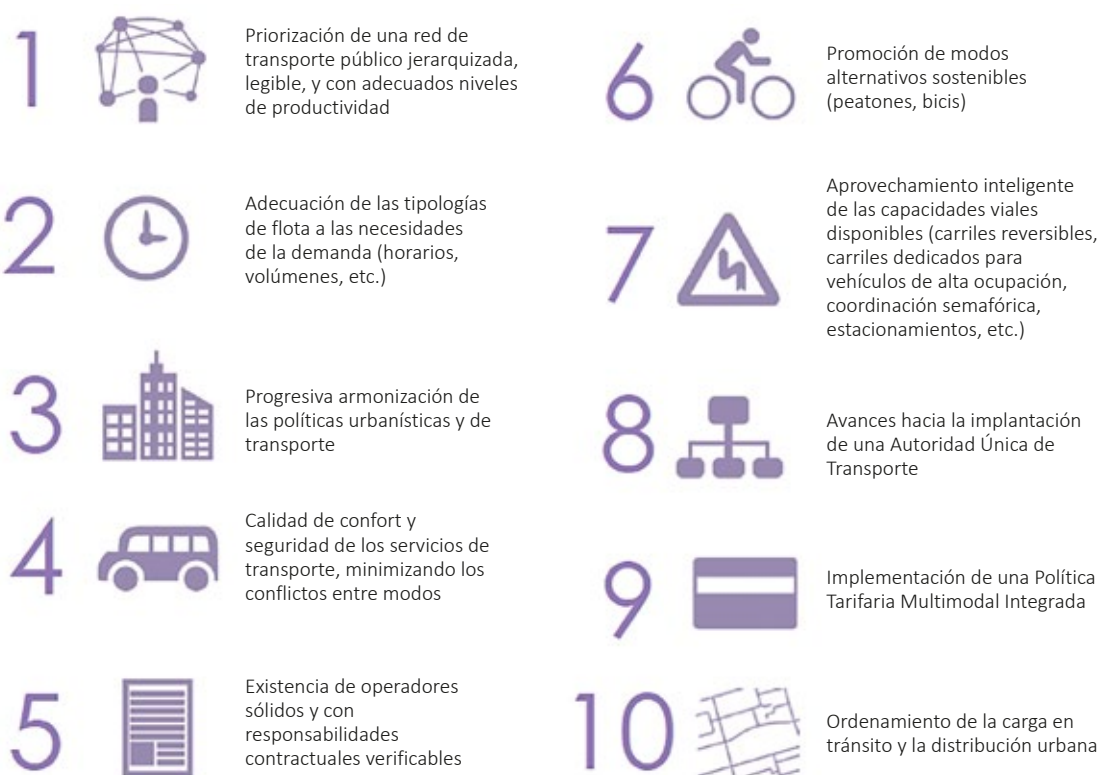 1
Priorización de una red de
transporte público jerarquizada,
legible, y con adecuados niveles
de productividad
2
Adecuación de las tipologías
de flota a las necesidades
de la demanda (horarios,
volúmenes, etc.)
3
Progresiva armonización de
las políticas urbanísticas y de
transporte
4
Calidad de confort y
seguridad de los servicios de
transporte, minimizando los
conflictos entre modos
5
Existencia de operadores
sólidos y con
responsabilidades
contractuales verificables
6
Promoción de modos
alternativos sostenibles
(peatones, bicis)
7
Aprovechamiento inteligente
de las capacidades viales
disponibles (carriles reversibles,
carriles dedicados para
vehículos de alta ocupación,
coordinación semafórica,
estacionamientos, etc.)
8
Avances hacia la implantación
de una Autoridad Única de
Transporte
9
Implementación de una Política
Tarifaria Multimodal Integrada
10
Ordenamiento de la carga en
tránsito y la distribución urbana